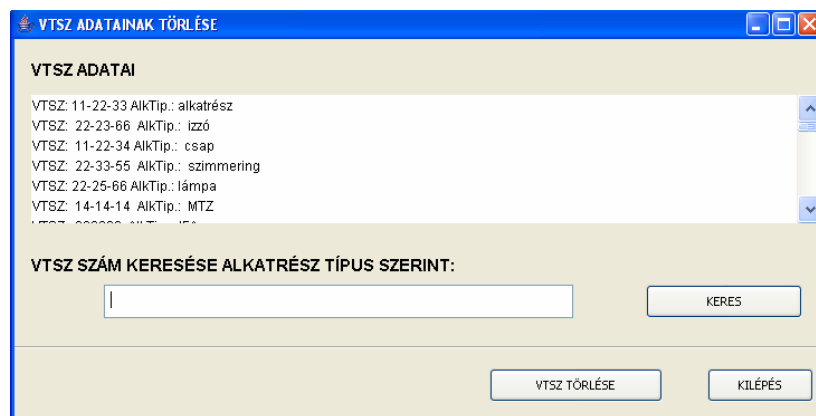 VTSZ ADATAINAK TÖRLÉSE
VTSZ ADATAI
VTSZ: 11-22-33 AlkTip.: alkatrész
VTSZ: 22-23-66 AlkTip.: izzó
VTSZ: 11-22-34 AlkTip.: csap
VTSZ: 22-33-55 AlkTip.: szimmering
VTSZ: 22-25-66 AlkTip.: lámpa
VTSZ: 14-14-14 AlkTip.: MTZ
VTSZ SZÁM KERESÉSE ALKATRÉSZ TÍPUS SZERINT:
KERES
VTSZ TÖRLÉSE
KILÉPÉS